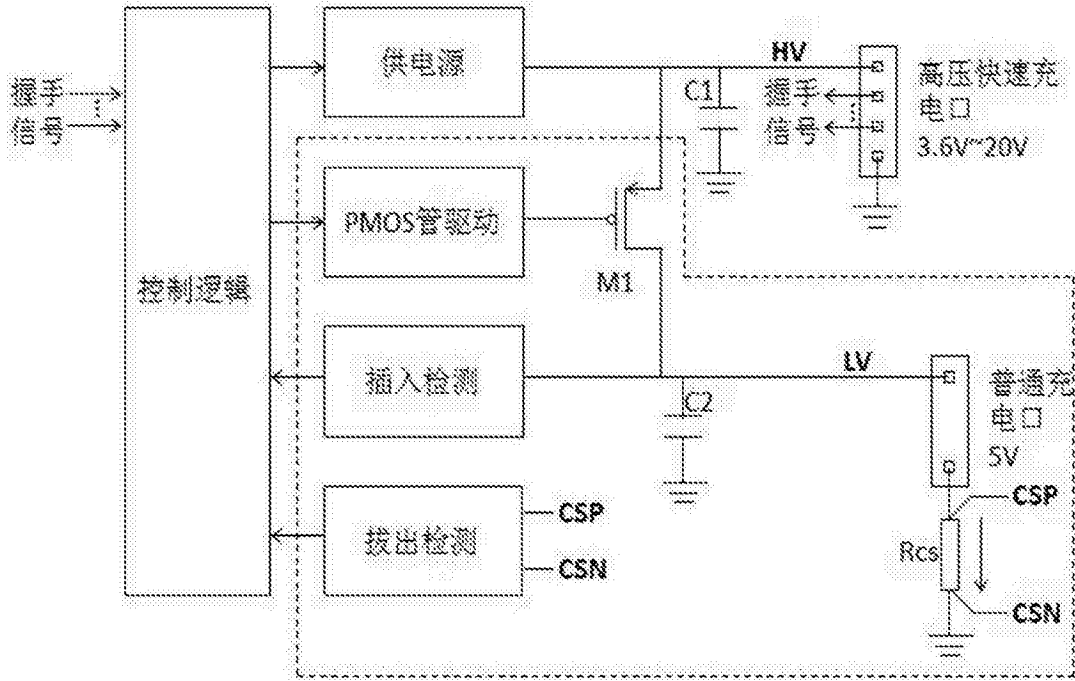 供电源
HV
C1
握手
信号
高压快速充
电口
3.6V~20V
握手
信号
PMOS管驱动
M1
控制逻辑
插入检测
LV
C2
普通充
电口
5V
拔出检测
CSP
CSN
CSP
Rcs
CSN